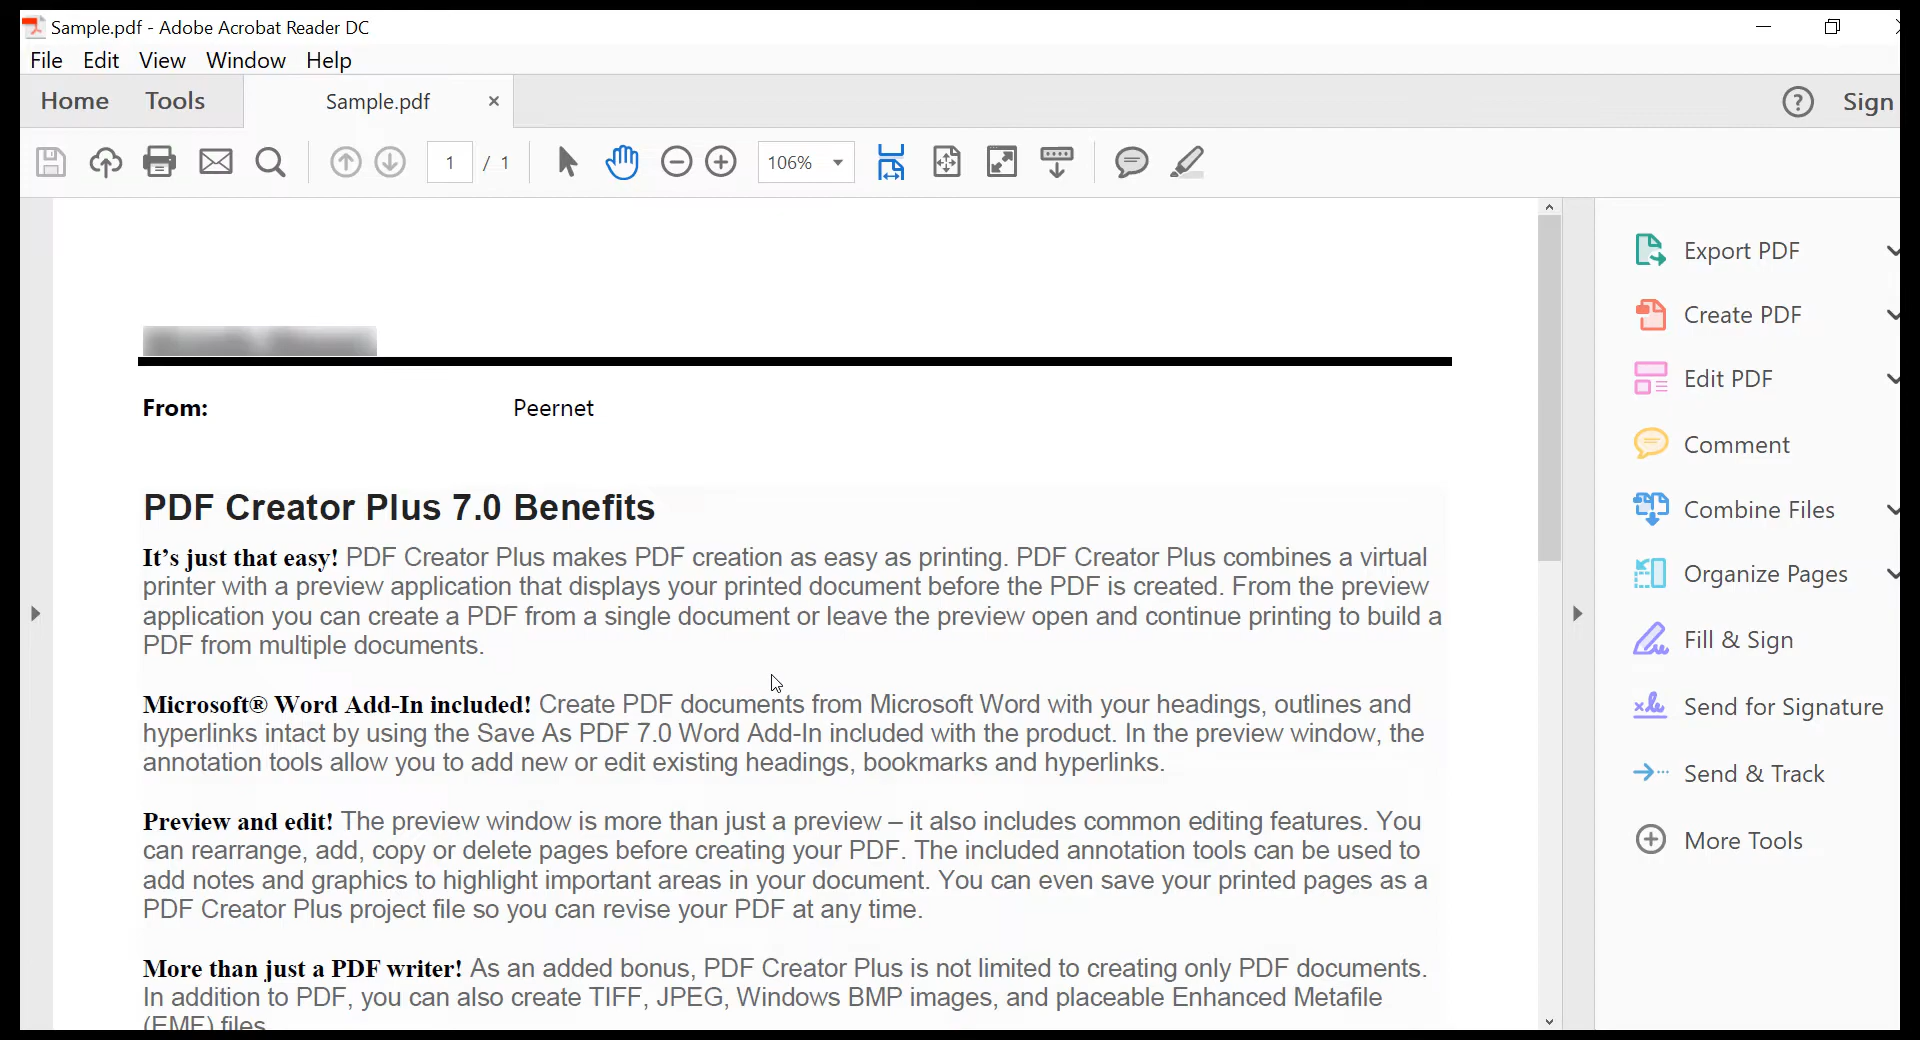 Sample.pdf - Adobe Acrobat Reader DC
File Edit View Window Help
Home Tools Sample.pdf × ? Sign
1 / 1 106%
Export PDF
Create PDF
Edit PDF
Comment
Combine Files
Organize Pages
Fill & Sign
Send for Signature
Send & Track
More Tools
From: Peernet
PDF Creator Plus 7.0 Benefits
It’s just that easy! PDF Creator Plus makes PDF creation as easy as printing. PDF Creator Plus combines a virtual
printer with a preview application that displays your printed document before the PDF is created. From the preview
application you can create a PDF from a single document or leave the preview open and continue printing to build a
PDF from multiple documents.
Microsoft® Word Add-In included! Create PDF documents from Microsoft Word with your headings, outlines and
hyperlinks intact by using the Save As PDF 7.0 Word Add-In included with the product. In the preview window, the
annotation tools allow you to add new or edit existing headings, bookmarks and hyperlinks.
Preview and edit! The preview window is more than just a preview – it also includes common editing features. You
can rearrange, add, copy or delete pages before creating your PDF. The included annotation tools can be used to
add notes and graphics to highlight important areas in your document. You can even save your printed pages as a
PDF Creator Plus project file so you can revise your PDF at any time.
More than just a PDF writer! As an added bonus, PDF Creator Plus is not limited to creating only PDF documents.
In addition to PDF, you can also create TIFF, JPEG, Windows BMP images, and placeable Enhanced Metafile
(EMF) files